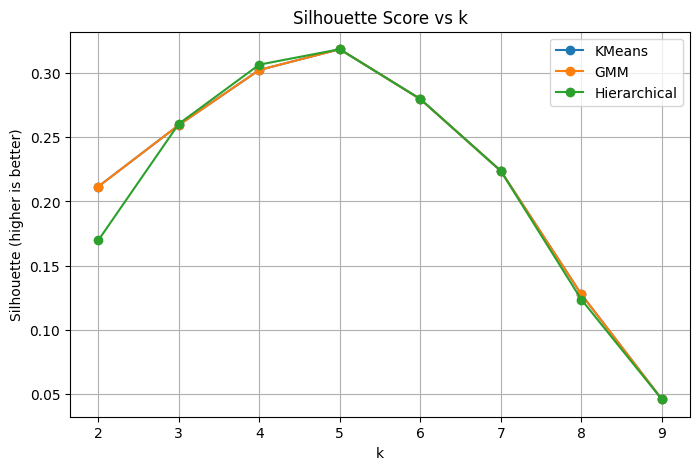 Silhouette Score vs k
KMeans
GMM
Hierarchical
Silhouette (higher is better)
0.30
0.25
0.20
0.15
0.10
0.05
2 3 4 5 6 7 8 9
k